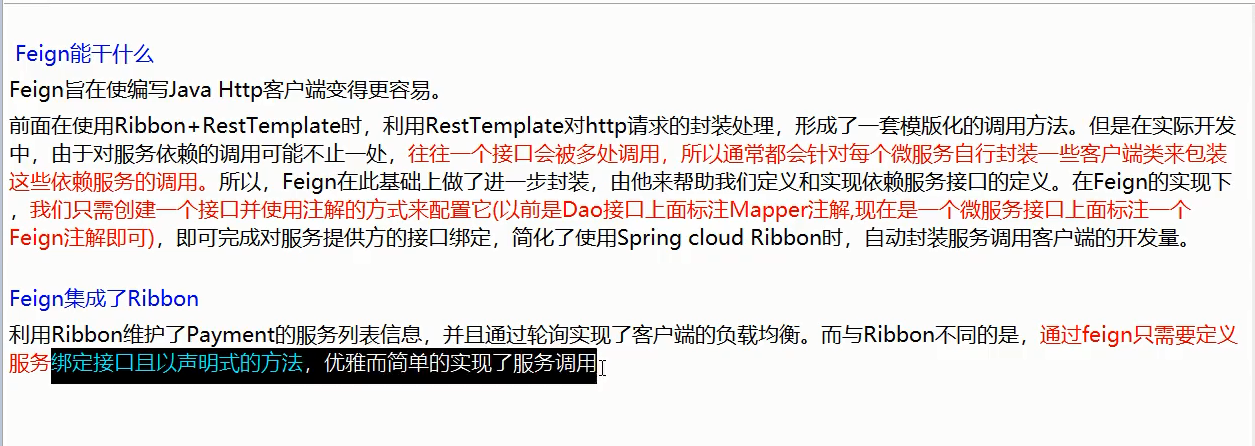 Feign能干什么
Feign旨在使编写Java Http客户端变得更容易。
前面在使用Ribbon+RestTemplate时，利用RestTemplate对http请求的封装处理，形成了一套模版化的调用方法。但是在实际开发
中，由于对服务依赖的调用可能不止一处，往往一个接口会被多处调用，所以通常都会针对每个微服务自行封装一些客户端类来包装
这些依赖服务的调用。所以，Feign在此基础上做了进一步封装，由他来帮助我们定义和实现依赖服务接口的定义。在Feign的实现下
，我们只需创建一个接口并使用注解的方式来配置它(以前是Dao接口上面标注Mapper注解,现在是一个微服务接口上面标注一个
Feign注解即可)，即可完成对服务提供方的接口绑定，简化了使用Spring cloud Ribbon时，自动封装服务调用客户端的开发量。
Feign集成了Ribbon
利用Ribbon维护了Payment的服务列表信息，并且通过轮询实现了客户端的负载均衡。而与Ribbon不同的是，通过feign只需要定义
服务绑定接口且以声明式的方法，优雅而简单的实现了服务调用